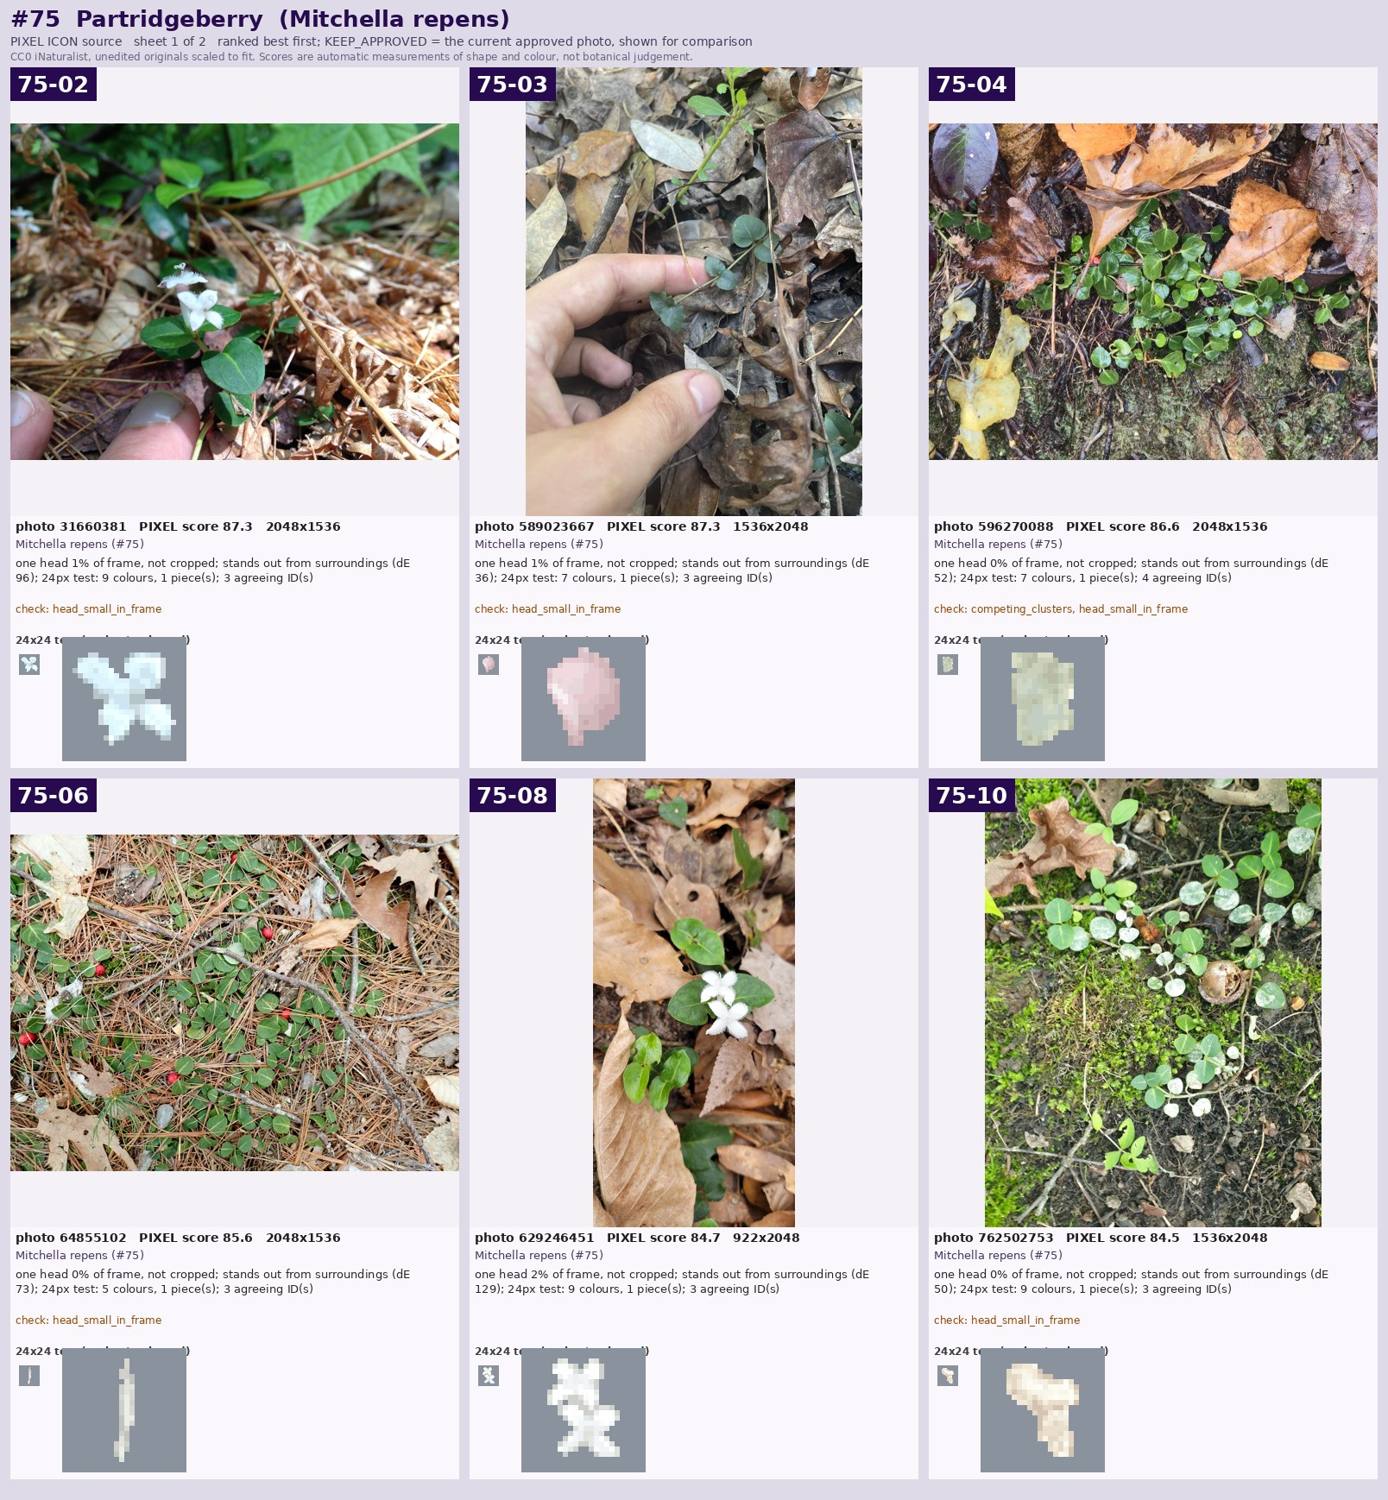 #75  Partridgeberry  (Mitchella repens)
PIXEL ICON source   sheet 1 of 2   ranked best first; KEEP_APPROVED = the current approved photo, shown for comparison
CC0 iNaturalist, unedited originals scaled to fit. Scores are automatic measurements of shape and colour, not botanical judgement.
75-02
75-03
75-04
photo 31660381   PIXEL score 87.3   2048x1536
Mitchella repens (#75)
one head 1% of frame, not cropped; stands out from surroundings (dE
96); 24px test: 9 colours, 1 piece(s); 3 agreeing ID(s)
check: head_small_in_frame
24x24
photo 589023667   PIXEL score 87.3   1536x2048
Mitchella repens (#75)
one head 1% of frame, not cropped; stands out from surroundings (dE
36); 24px test: 7 colours, 1 piece(s); 3 agreeing ID(s)
check: head_small_in_frame
24x24
photo 596270088   PIXEL score 86.6   2048x1536
Mitchella repens (#75)
one head 0% of frame, not cropped; stands out from surroundings (dE
52); 24px test: 7 colours, 1 piece(s); 4 agreeing ID(s)
check: competing_clusters, head_small_in_frame
24x24
75-06
75-08
75-10
photo 64855102   PIXEL score 85.6   2048x1536
Mitchella repens (#75)
one head 0% of frame, not cropped; stands out from surroundings (dE
73); 24px test: 5 colours, 1 piece(s); 3 agreeing ID(s)
check: head_small_in_frame
24x24
photo 629246451   PIXEL score 84.7   922x2048
Mitchella repens (#75)
one head 2% of frame, not cropped; stands out from surroundings (dE
129); 24px test: 9 colours, 1 piece(s); 3 agreeing ID(s)
24x24
photo 762502753   PIXEL score 84.5   1536x2048
Mitchella repens (#75)
one head 0% of frame, not cropped; stands out from surroundings (dE
50); 24px test: 9 colours, 1 piece(s); 3 agreeing ID(s)
check: head_small_in_frame
24x24